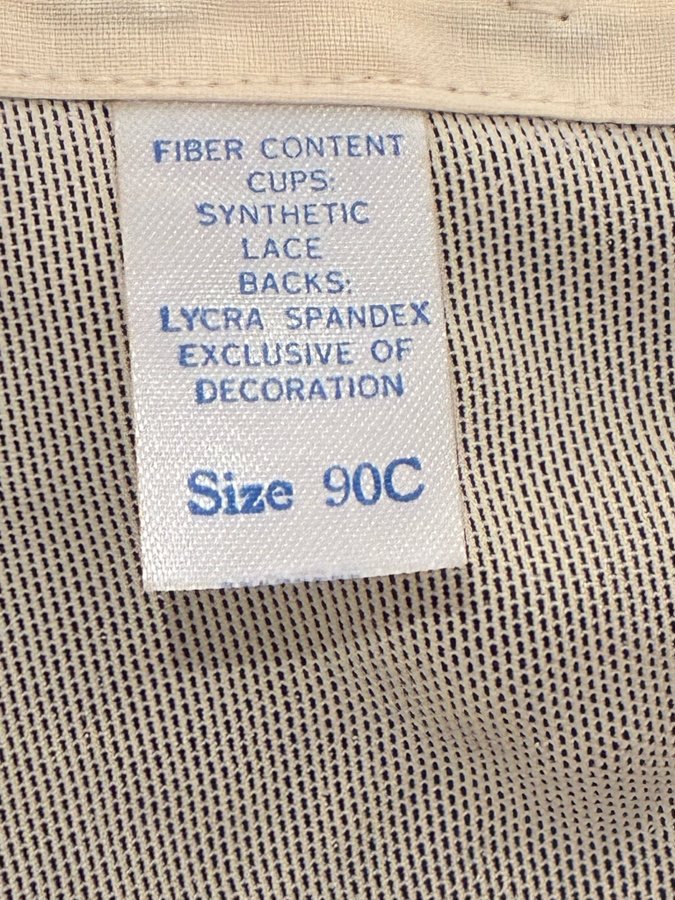 FIBER CONTENT
CUPS:
SYNTHETIC
LACE
BACKS:
LYCRA SPANDEX
EXCLUSIVE OF
DECORATION
Size 90C